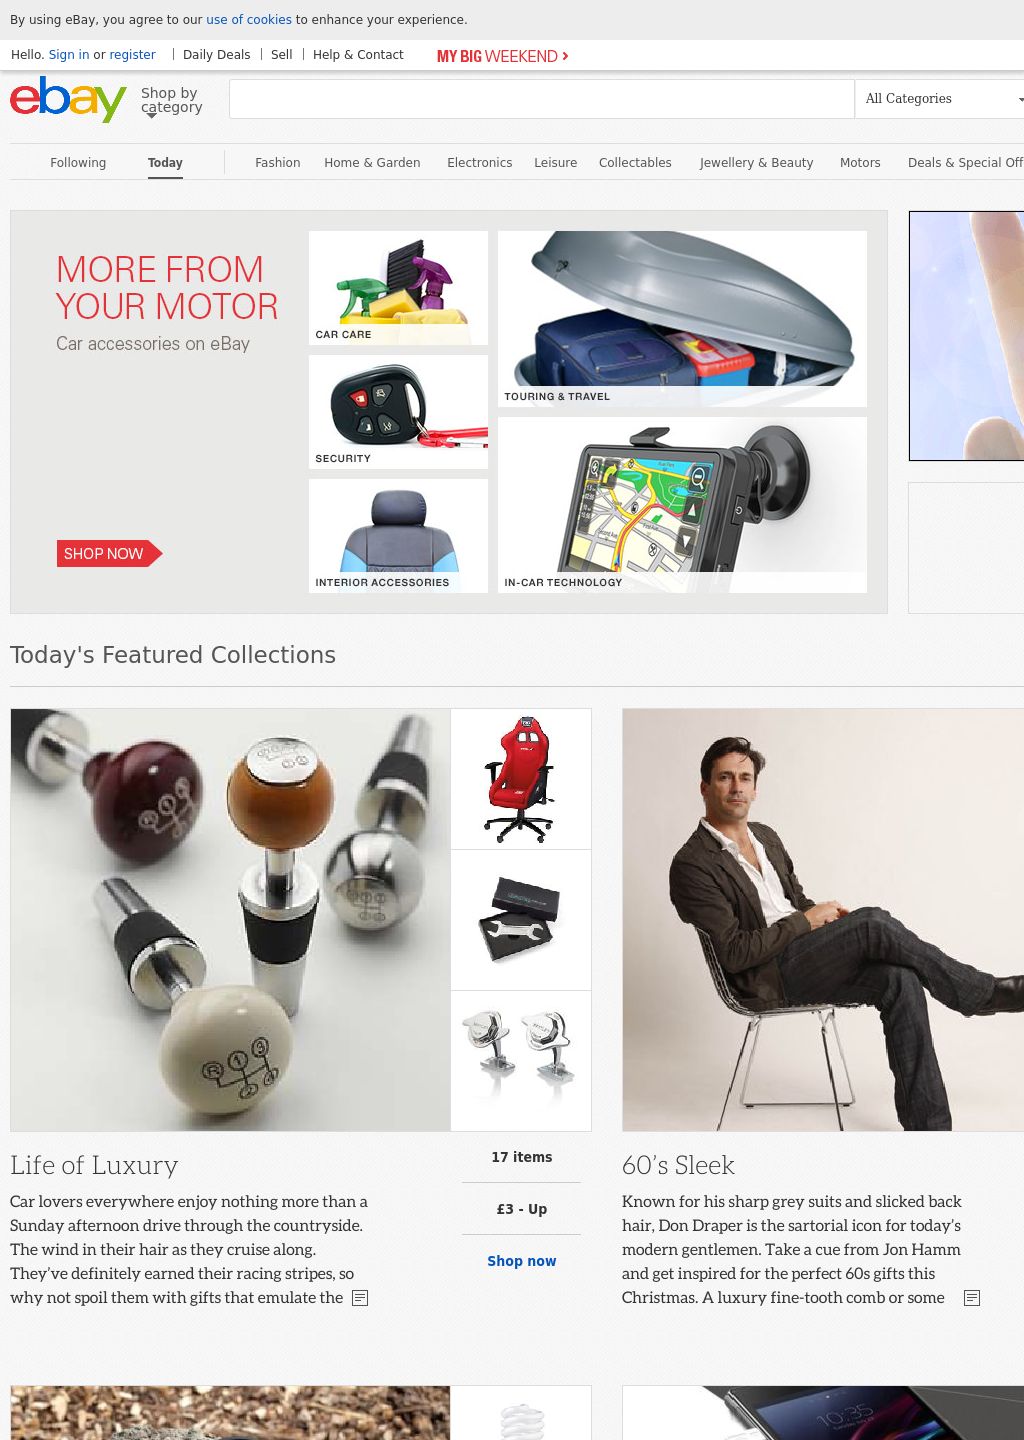 By using eBay, you agree to our use of cookies to enhance your experience.
Hello. Sign in or register
Daily Deals
Sell
Help & Contact
MY BIG WEEKEND
ebay
Shop by
category
All Categories
Following
Today
Fashion
Home & Garden
Electronics
Leisure
Collectables
Jewellery & Beauty
Motors
Deals & Special Off
MORE FROM
YOUR MOTOR
Car accessories on eBay
SHOP NOW
CAR CARE
SECURITY
INTERIOR ACCESSORIES
TOURING & TRAVEL
IN-CAR TECHNOLOGY
Today's Featured Collections
R 1 3
Life of Luxury
Car lovers everywhere enjoy nothing more than a
Sunday afternoon drive through the countryside.
The wind in their hair as they cruise along.
They’ve definitely earned their racing stripes, so
why not spoil them with gifts that emulate the
17 items
£3 - Up
Shop now
60’s Sleek
Known for his sharp grey suits and slicked back
hair, Don Draper is the sartorial icon for today’s
modern gentlemen. Take a cue from Jon Hamm
and get inspired for the perfect 60s gifts this
Christmas. A luxury fine-tooth comb or some
10:35